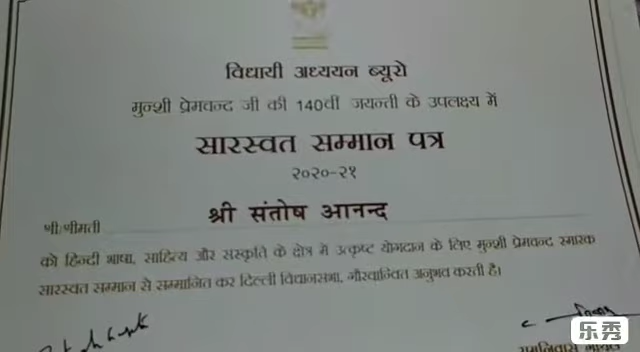 विधायी अध्ययन ब्यूरो
मुन्शी प्रेमचन्द जी की 140वीं जयन्ती के उपलक्ष्य में
सारस्वत सम्मान पत्र
२०२०-२१
श्री/श्रीमती श्री संतोष आनन्द
को हिन्दी भाषा, साहित्य और संस्कृति के क्षेत्र में उत्कृष्ट योगदान के लिए मुन्शी प्रेमचन्द स्मारक
सारस्वत सम्मान से सम्मानित कर दिल्ली विधानसभा, गौरवान्वित अनुभव करती है।
乐秀